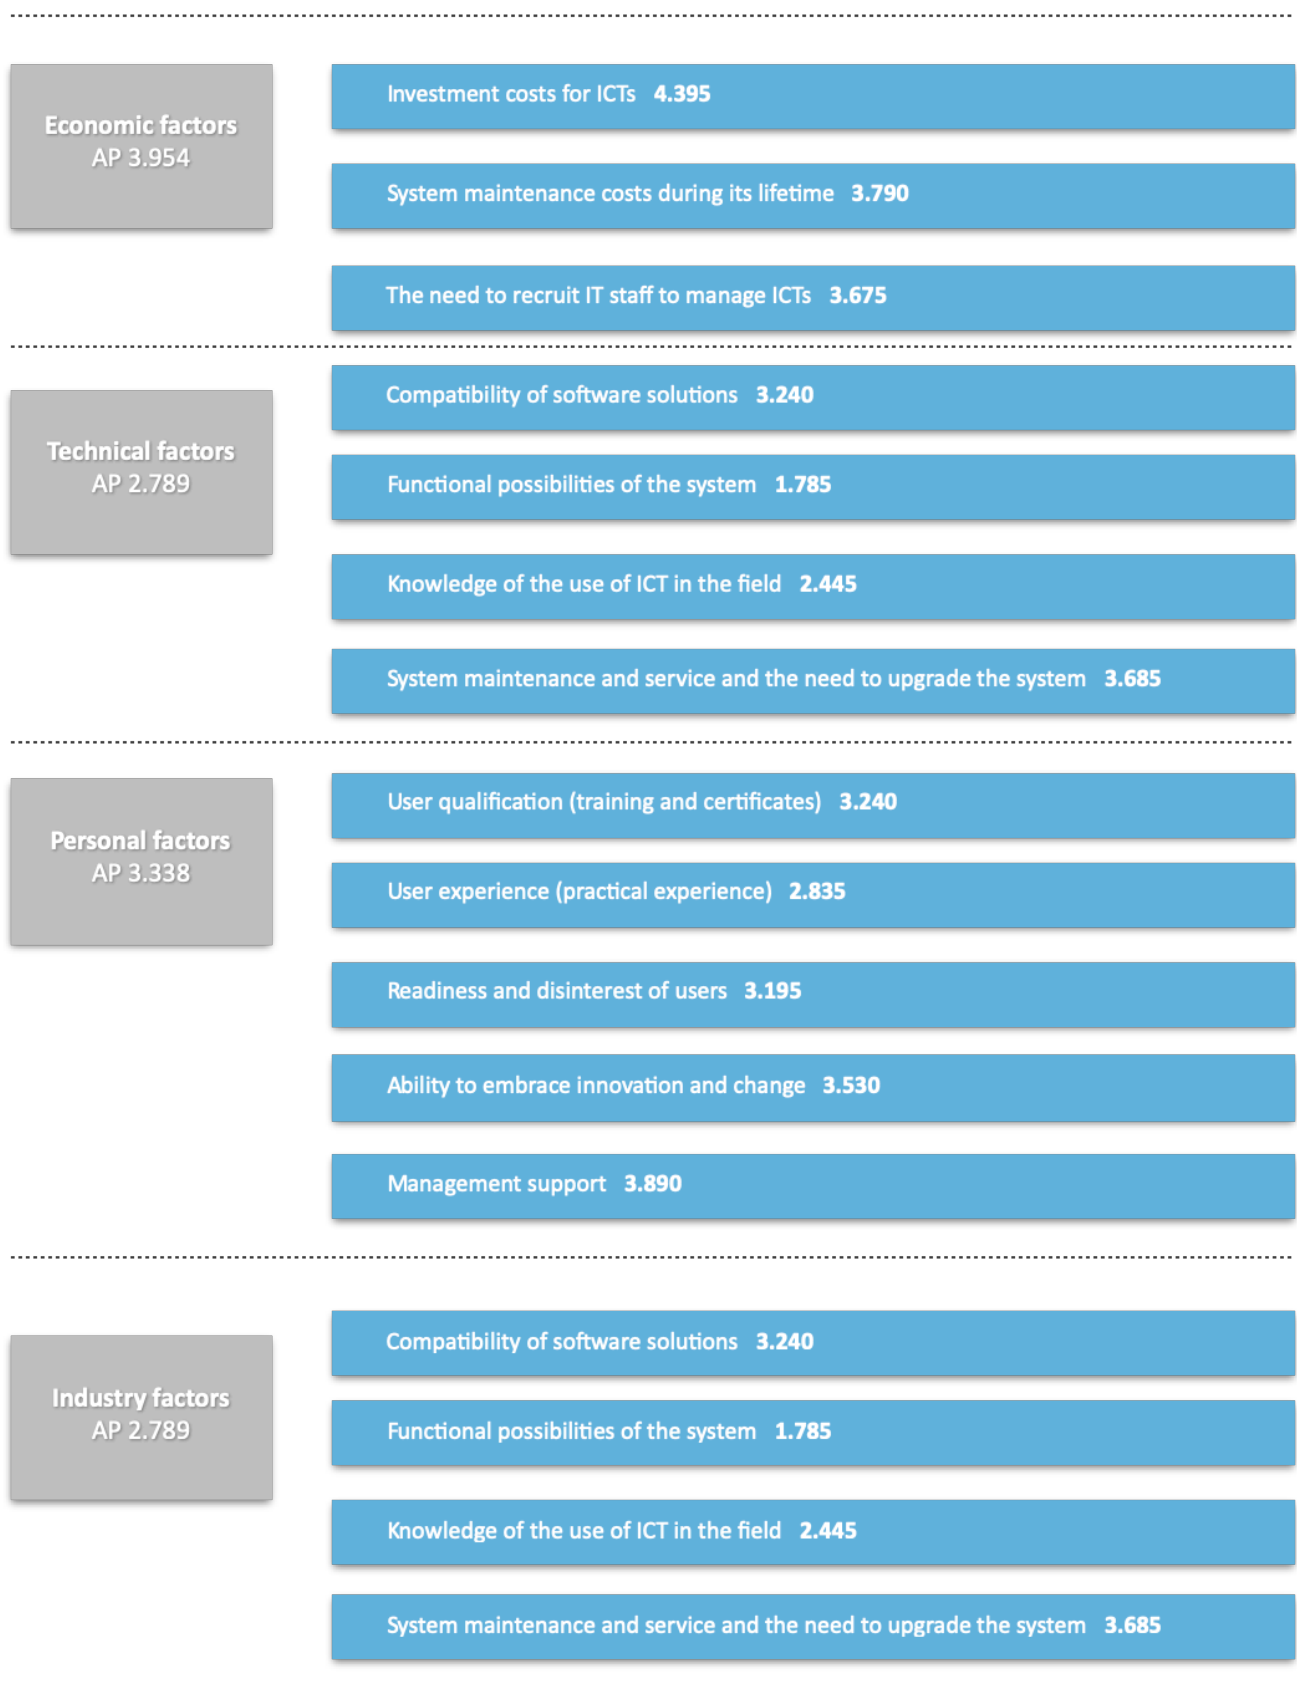 Economic factors
AP 3.954
Investment costs for ICTs 4.395
System maintenance costs during its lifetime 3.790
The need to recruit IT staff to manage ICTs 3.675
Technical factors
AP 2.789
Compatibility of software solutions 3.240
Functional possibilities of the system 1.785
Knowledge of the use of ICT in the field 2.445
System maintenance and service and the need to upgrade the system 3.685
Personal factors
AP 3.338
User qualification (training and certificates) 3.240
User experience (practical experience) 2.835
Readiness and disinterest of users 3.195
Ability to embrace innovation and change 3.530
Management support 3.890
Industry factors
AP 2.789
Compatibility of software solutions 3.240
Functional possibilities of the system 1.785
Knowledge of the use of ICT in the field 2.445
System maintenance and service and the need to upgrade the system 3.685